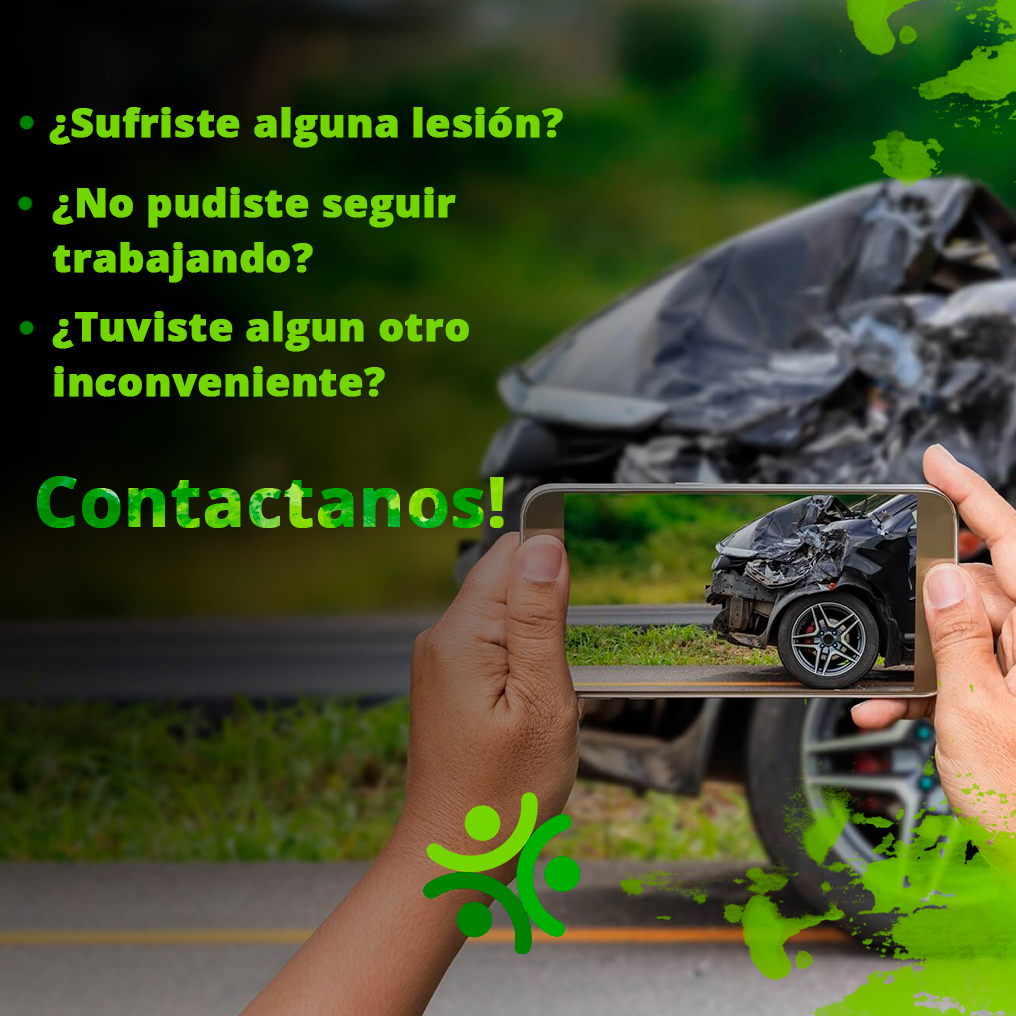 • ¿Sufriste alguna lesión?
• ¿No pudiste seguir
trabajando?
• ¿Tuviste algun otro
inconveniente?
Contactanos!